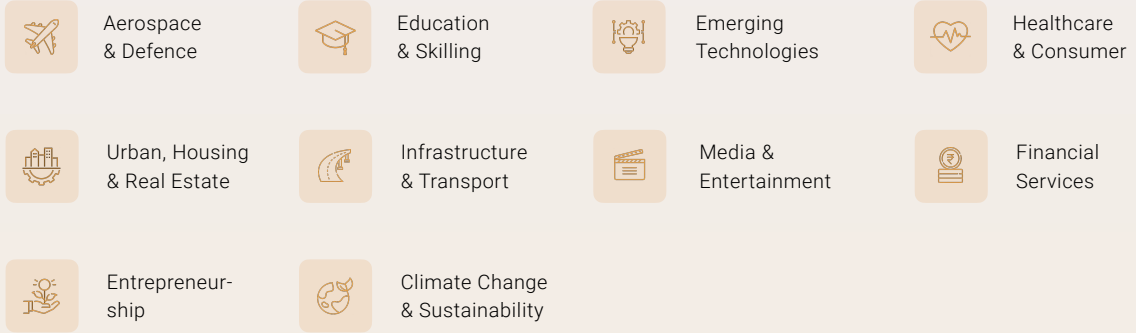 Aerospace
& Defence
Education
& Skilling
Emerging
Technologies
Healthcare
& Consumer
Urban, Housing
& Real Estate
Infrastructure
& Transport
Media &
Entertainment
₹
Financial
Services
Entrepreneur-
ship
Climate Change
& Sustainability